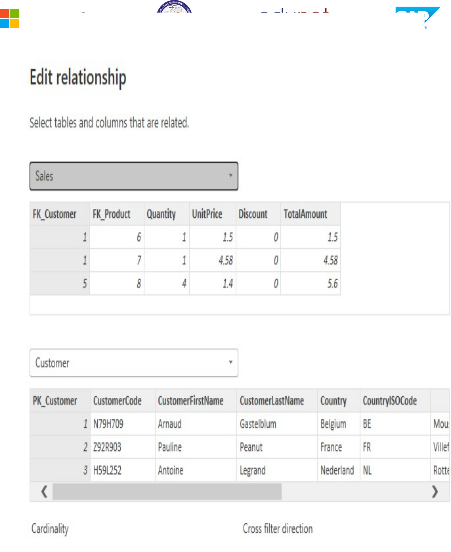 Edit relationship
Select tables and columns that are related.
Sales
FK_Customer FK_Product Quantity UnitPrice Discount TotalAmount
1 6 1 1.5 0 1.5
1 7 1 4.58 0 4.58
5 8 4 1.4 0 5.6
Customer
PK_Customer CustomerCode CustomerFirstName CustomerLastName Country CountryISOCode
1 N79H709 Arnaud Gastelblum Belgium BE Mou
2 Z92R903 Pauline Peanut France FR Villef
3 H59L252 Antoine Legrand Nederland NL Rotte
Cardinality Cross filter direction